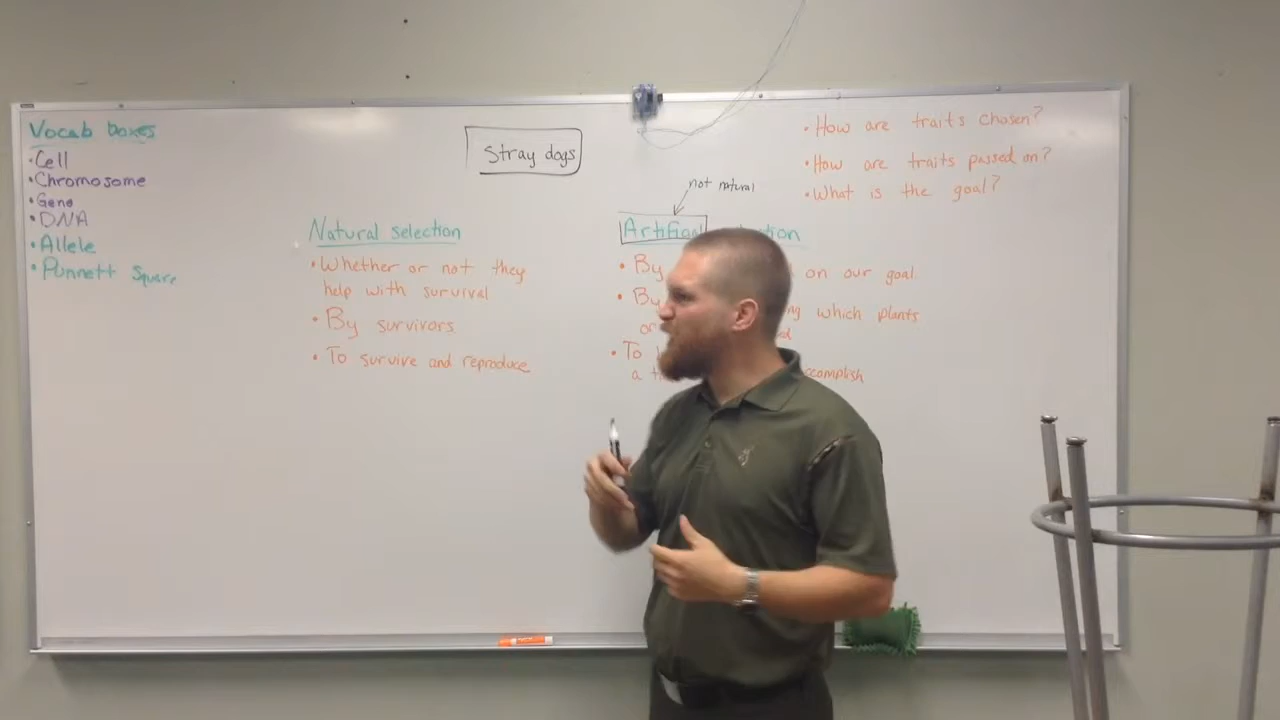 Vocab boxes
• Cell
• Chromosome
• Gene
• DNA
• Allele
• Punnett Square
Stray dogs
Natural selection
• Whether or not they
help with survival
• By survivors
• To survive and reproduce
not natural
• By on our goal
• By which plants
or
• To
a
• How are traits chosen?
• How are traits passed on?
• What is the goal?